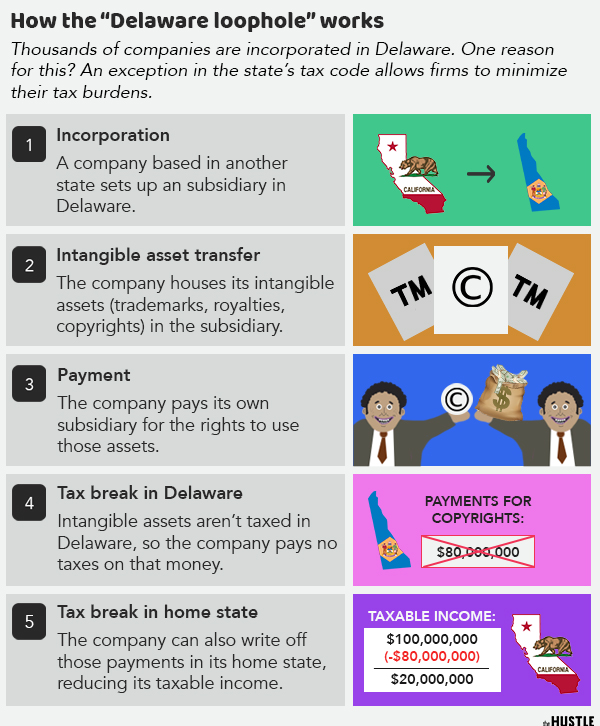 How the “Delaware loophole” works
Thousands of companies are incorporated in Delaware. One reason
for this? An exception in the state’s tax code allows firms to minimize
their tax burdens.
1
Incorporation
A company based in another
state sets up an subsidiary in
Delaware.
CALIFORNIA
2
Intangible asset transfer
The company houses its intangible
assets (trademarks, royalties,
copyrights) in the subsidiary.
TM
©
TM
3
Payment
The company pays its own
subsidiary for the rights to use
those assets.
©
$
4
Tax break in Delaware
Intangible assets aren’t taxed in
Delaware, so the company pays no
taxes on that money.
PAYMENTS FOR
COPYRIGHTS:
$80,000,000
5
Tax break in home state
The company can also write off
those payments in its home state,
reducing its taxable income.
TAXABLE INCOME:
$100,000,000
(-$80,000,000)
$20,000,000
CALIFORNIA
the HUSTLE